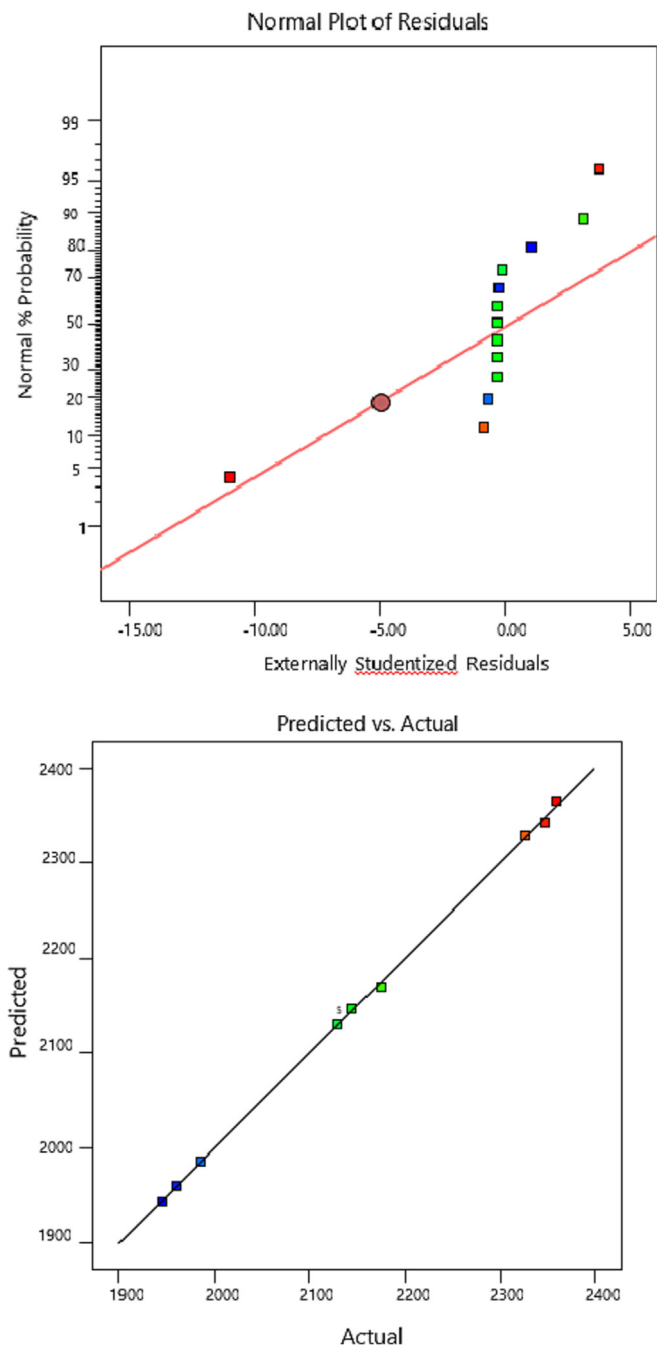 Normal Plot of Residuals
99
95
90
80
70
50
30
20
10
5
1
Normal % Probability
-15.00 -10.00 -5.00 0.00 5.00
Externally Studentized Residuals
Predicted vs. Actual
2400
2300
2200
2100
2000
1900
Predicted
5
1900 2000 2100 2200 2300 2400
Actual